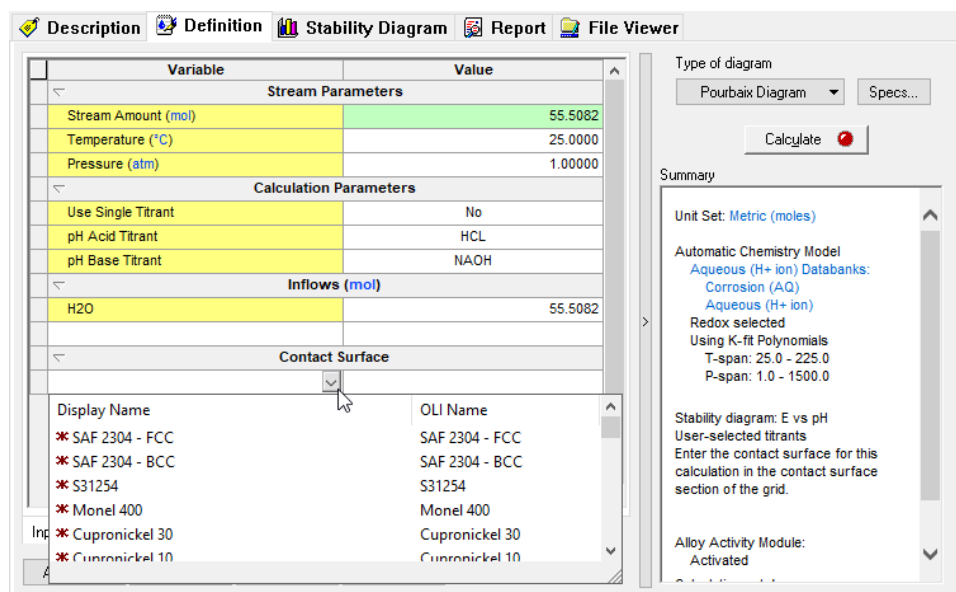 Description Definition Stability Diagram Report File Viewer
Variable Value
Stream Parameters
Stream Amount (mol) 55.5082
Temperature (°C) 25.0000
Pressure (atm) 1.00000
Calculation Parameters
Use Single Titrant No
pH Acid Titrant HCL
pH Base Titrant NAOH
Inflows (mol)
H2O 55.5082
Contact Surface
Display Name OLI Name
SAF 2304 - FCC SAF 2304 - FCC
SAF 2304 - BCC SAF 2304 - BCC
S31254 S31254
Monel 400 Monel 400
Cupronickel 30 Cupronickel 30
Cupronickel 10 Cupronickel 10
Inp
A
Type of diagram
Pourbaix Diagram Specs...
Calculate
Summary
Unit Set: Metric (moles)
Automatic Chemistry Model
Aqueous (H+ ion) Databanks:
Corrosion (AQ)
Aqueous (H+ ion)
Redox selected
Using K-fit Polynomials
T-span: 25.0 - 225.0
P-span: 1.0 - 1500.0
Stability diagram: E vs pH
User-selected titrants
Enter the contact surface for this
calculation in the contact surface
section of the grid.
Alloy Activity Module:
Activated